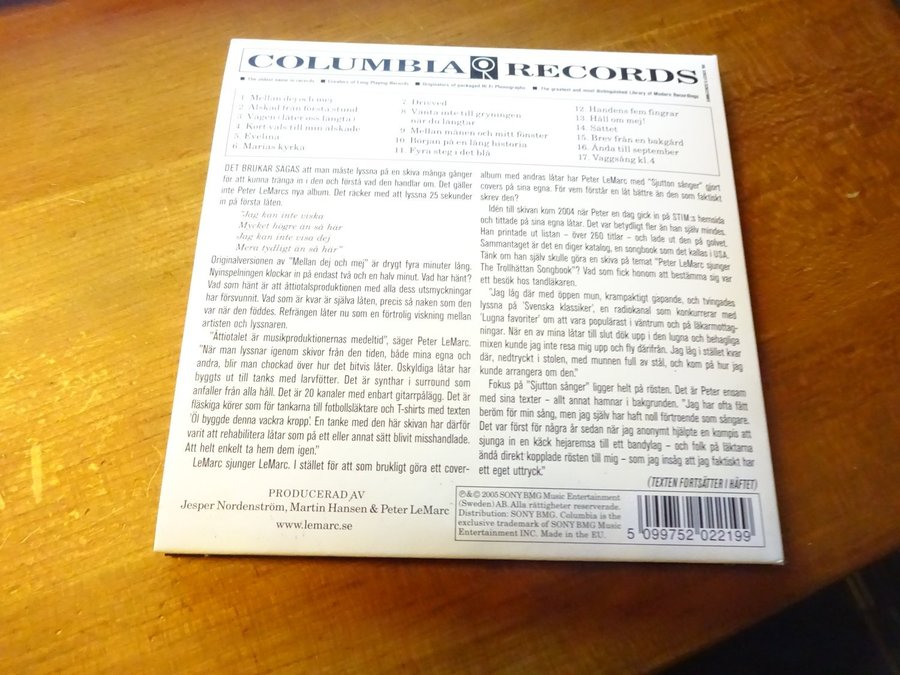 COLUMBIA RECORDS
■ The oldest name in records ■ Creators of Long Playing Records ■ Originators of packaged Hi Fi Phonographs ■ The greatest and most distinguished Library of Modern Recordings
1. Mellan dej och mej
2. Älskad från första stund
3. Vägen (låter oss längta)
4. Kort vals till min älskade
5. Evelina
6. Marias kyrka
7. Drivved
8. Vänta inte till gryningen
när du längtar
9. Mellan månen och mitt fönster
10. Början på en lång historia
11. Fyra steg i det blå
12. Handens fem fingrar
13. Håll om mej!
14. Sättet
15. Brev från en bakgård
16. Ända till september
17. Vaggsång kl.4
DET BRUKAR SÄGAS att man måste lyssna på en skiva många gånger
för att kunna tränga in i den och förstå vad den handlar om. Det gäller
inte Peter LeMarcs nya album. Det räcker med att lyssna 25 sekunder
in på första låten.
"Jag kan inte viska
Mycket högre än så här
Jag kan inte visa dej
Mera tydligt än så här"
Originalversionen av "Mellan dej och mej" är drygt fyra minuter lång.
Nyinspelningen klockar in på endast två och en halv minut. Vad har hänt?
Vad som hänt är att åttiotalsproduktionen med alla dess utsmyckningar
har försvunnit. Vad som är kvar är själva låten, precis så naken som den
var när den föddes. Refrängen låter nu som en förtrolig viskning mellan
artisten och lyssnaren.
"Åttiotalet är musikproduktionernas medeltid", säger Peter LeMarc.
"När man lyssnar igenom skivor från den tiden, både mina egna och
andra, blir man chockad över hur det bitvis låter. Oskyldiga låtar har
byggts ut till tanks med larvfötter. Det är synthar i surround som
anfaller från alla håll. Det är 20 kanaler med enbart gitarrpålägg. Det är
fläskiga körer som för tankarna till fotbollsläktare och T-shirts med texten
'Öl byggde denna vackra kropp'. En tanke med den här skivan har därför
varit att rehabilitera låtar som på ett eller annat sätt blivit misshandlade.
Att helt enkelt ta hem dem igen."
LeMarc sjunger LeMarc. I stället för att som brukligt göra ett cover-
album med andras låtar har Peter LeMarc med "Sjutton sånger" gjort
covers på sina egna: För vem förstår en låt bättre än den som faktiskt
skrev den?
Idén till skivan kom 2004 när Peter en dag gick in på STIM:s hemsida
och tittade på sina egna låtar. Det var betydligt fler än han själv mindes.
Han printade ut listan – över 260 titlar – och lade ut den på golvet.
Sammantaget är det en diger katalog, en songbook som det kallas i USA.
Tänk om han själv skulle göra en skiva på temat "Peter LeMarc sjunger
The Trollhättan Songbook"? Vad som fick honom att bestämma sig var
ett besök hos tandläkaren.
"Jag låg där med öppen mun, krampaktigt gapande, och tvingades
lyssna på 'Svenska klassiker', en radiokanal som konkurrerar med
'Lugna favoriter' om att vara populärast i väntrum och på läkarmottag-
ningar. När en av mina låtar till slut dök upp i den lugna och behagliga
mixen kunde jag inte resa mig upp och fly därifrån. Jag låg i stället kvar
där, nedtryckt i stolen, med munnen full av stål, och kom på hur jag
kunde arrangera om den."
Fokus på "Sjutton sånger" ligger helt på rösten. Det är Peter ensam
med sina texter – allt annat hamnar i bakgrunden. "Jag har ofta fått
beröm för min sång, men jag själv har haft noll förtroende som sångare.
Det var först för några år sedan när jag anonymt hjälpte en kompis att
sjunga in en käck hejaramsa till ett bandylag – och folk på läktarna
ändå direkt kopplade rösten till mig – som jag insåg att jag faktiskt har
ett eget uttryck."
(TEXTEN FORTSÄTTER I HÄFTET)
PRODUCERAD AV
Jesper Nordenström, Martin Hansen & Peter LeMarc
www.lemarc.se
℗ & © 2005 SONY BMG Music Entertainment
(Sweden) AB. Alla rättigheter reserverade.
Distribution: SONY BMG. Columbia is the
exclusive trademark of SONY BMG Music
Entertainment INC. Made in the EU.
5 099752 022199